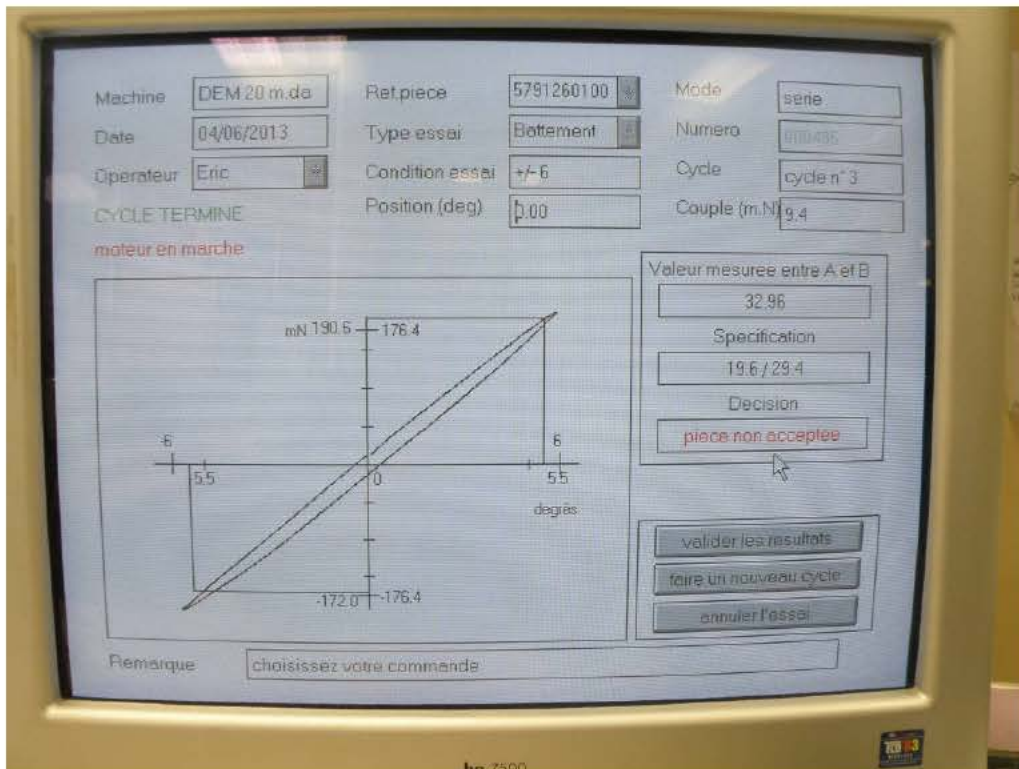 Machine DEM 20 m.da Ref.piece 5791260100 Mode serie
Date 04/06/2013 Type essai Battement Numero
Operateur Eric Condition essai +/- 6 Cycle cycle n° 3
CYCLE TERMINE Position (deg) 0.00 Couple (m.N) 9.4
moteur en marche
Valeur mesuree entre A et B
32.96
Specification
19.6 / 29.4
Decision
piece non acceptée
mN 190.6 176.4
-6 6
5.5 0 5.5
degrés
-172.0 -176.4
valider les resultats
faire un nouveau cycle
annuler l'essai
Remarque choisissez votre commande
hp 7500